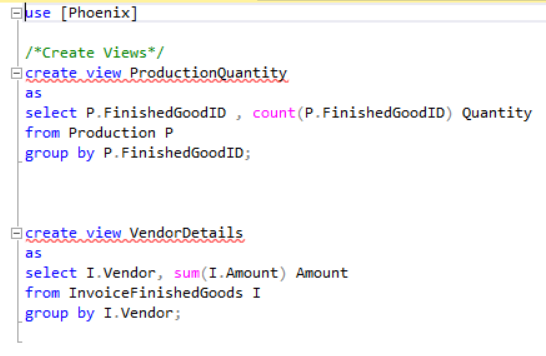 use [Phoenix]
/*Create Views*/
create view ProductionQuantity
as
select P.FinishedGoodID , count(P.FinishedGoodID) Quantity
from Production P
group by P.FinishedGoodID;
create view VendorDetails
as
select I.Vendor, sum(I.Amount) Amount
from InvoiceFinishedGoods I
group by I.Vendor;